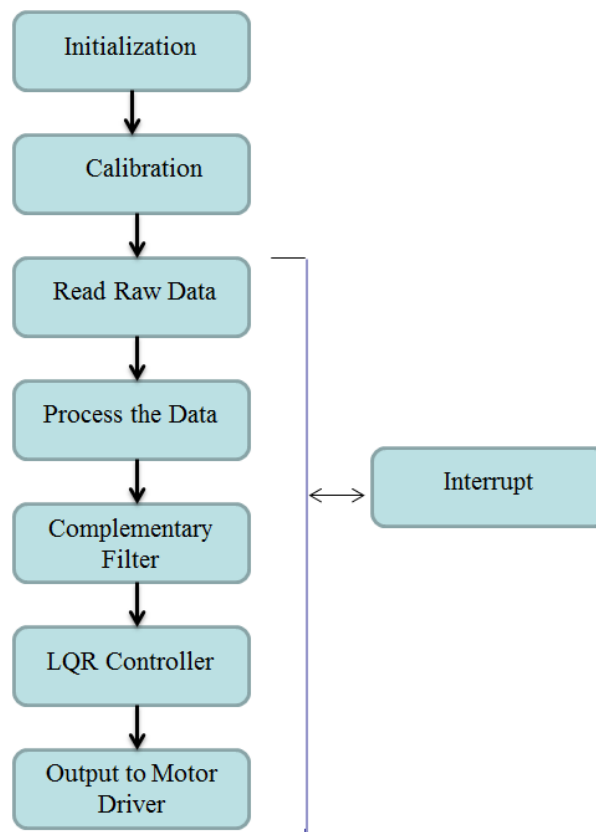 Initialization
Calibration
Read Raw Data
Process the Data
Interrupt
Complementary
Filter
LQR Controller
Output to Motor
Driver